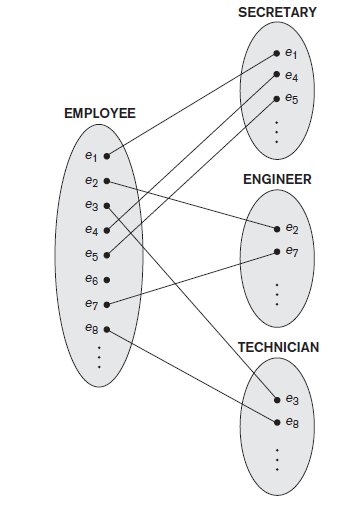 SECRETARY
e1
e4
e5
EMPLOYEE
e1
e2
e3
e4
e5
e6
e7
e8
ENGINEER
e2
e7
TECHNICIAN
e3
e8